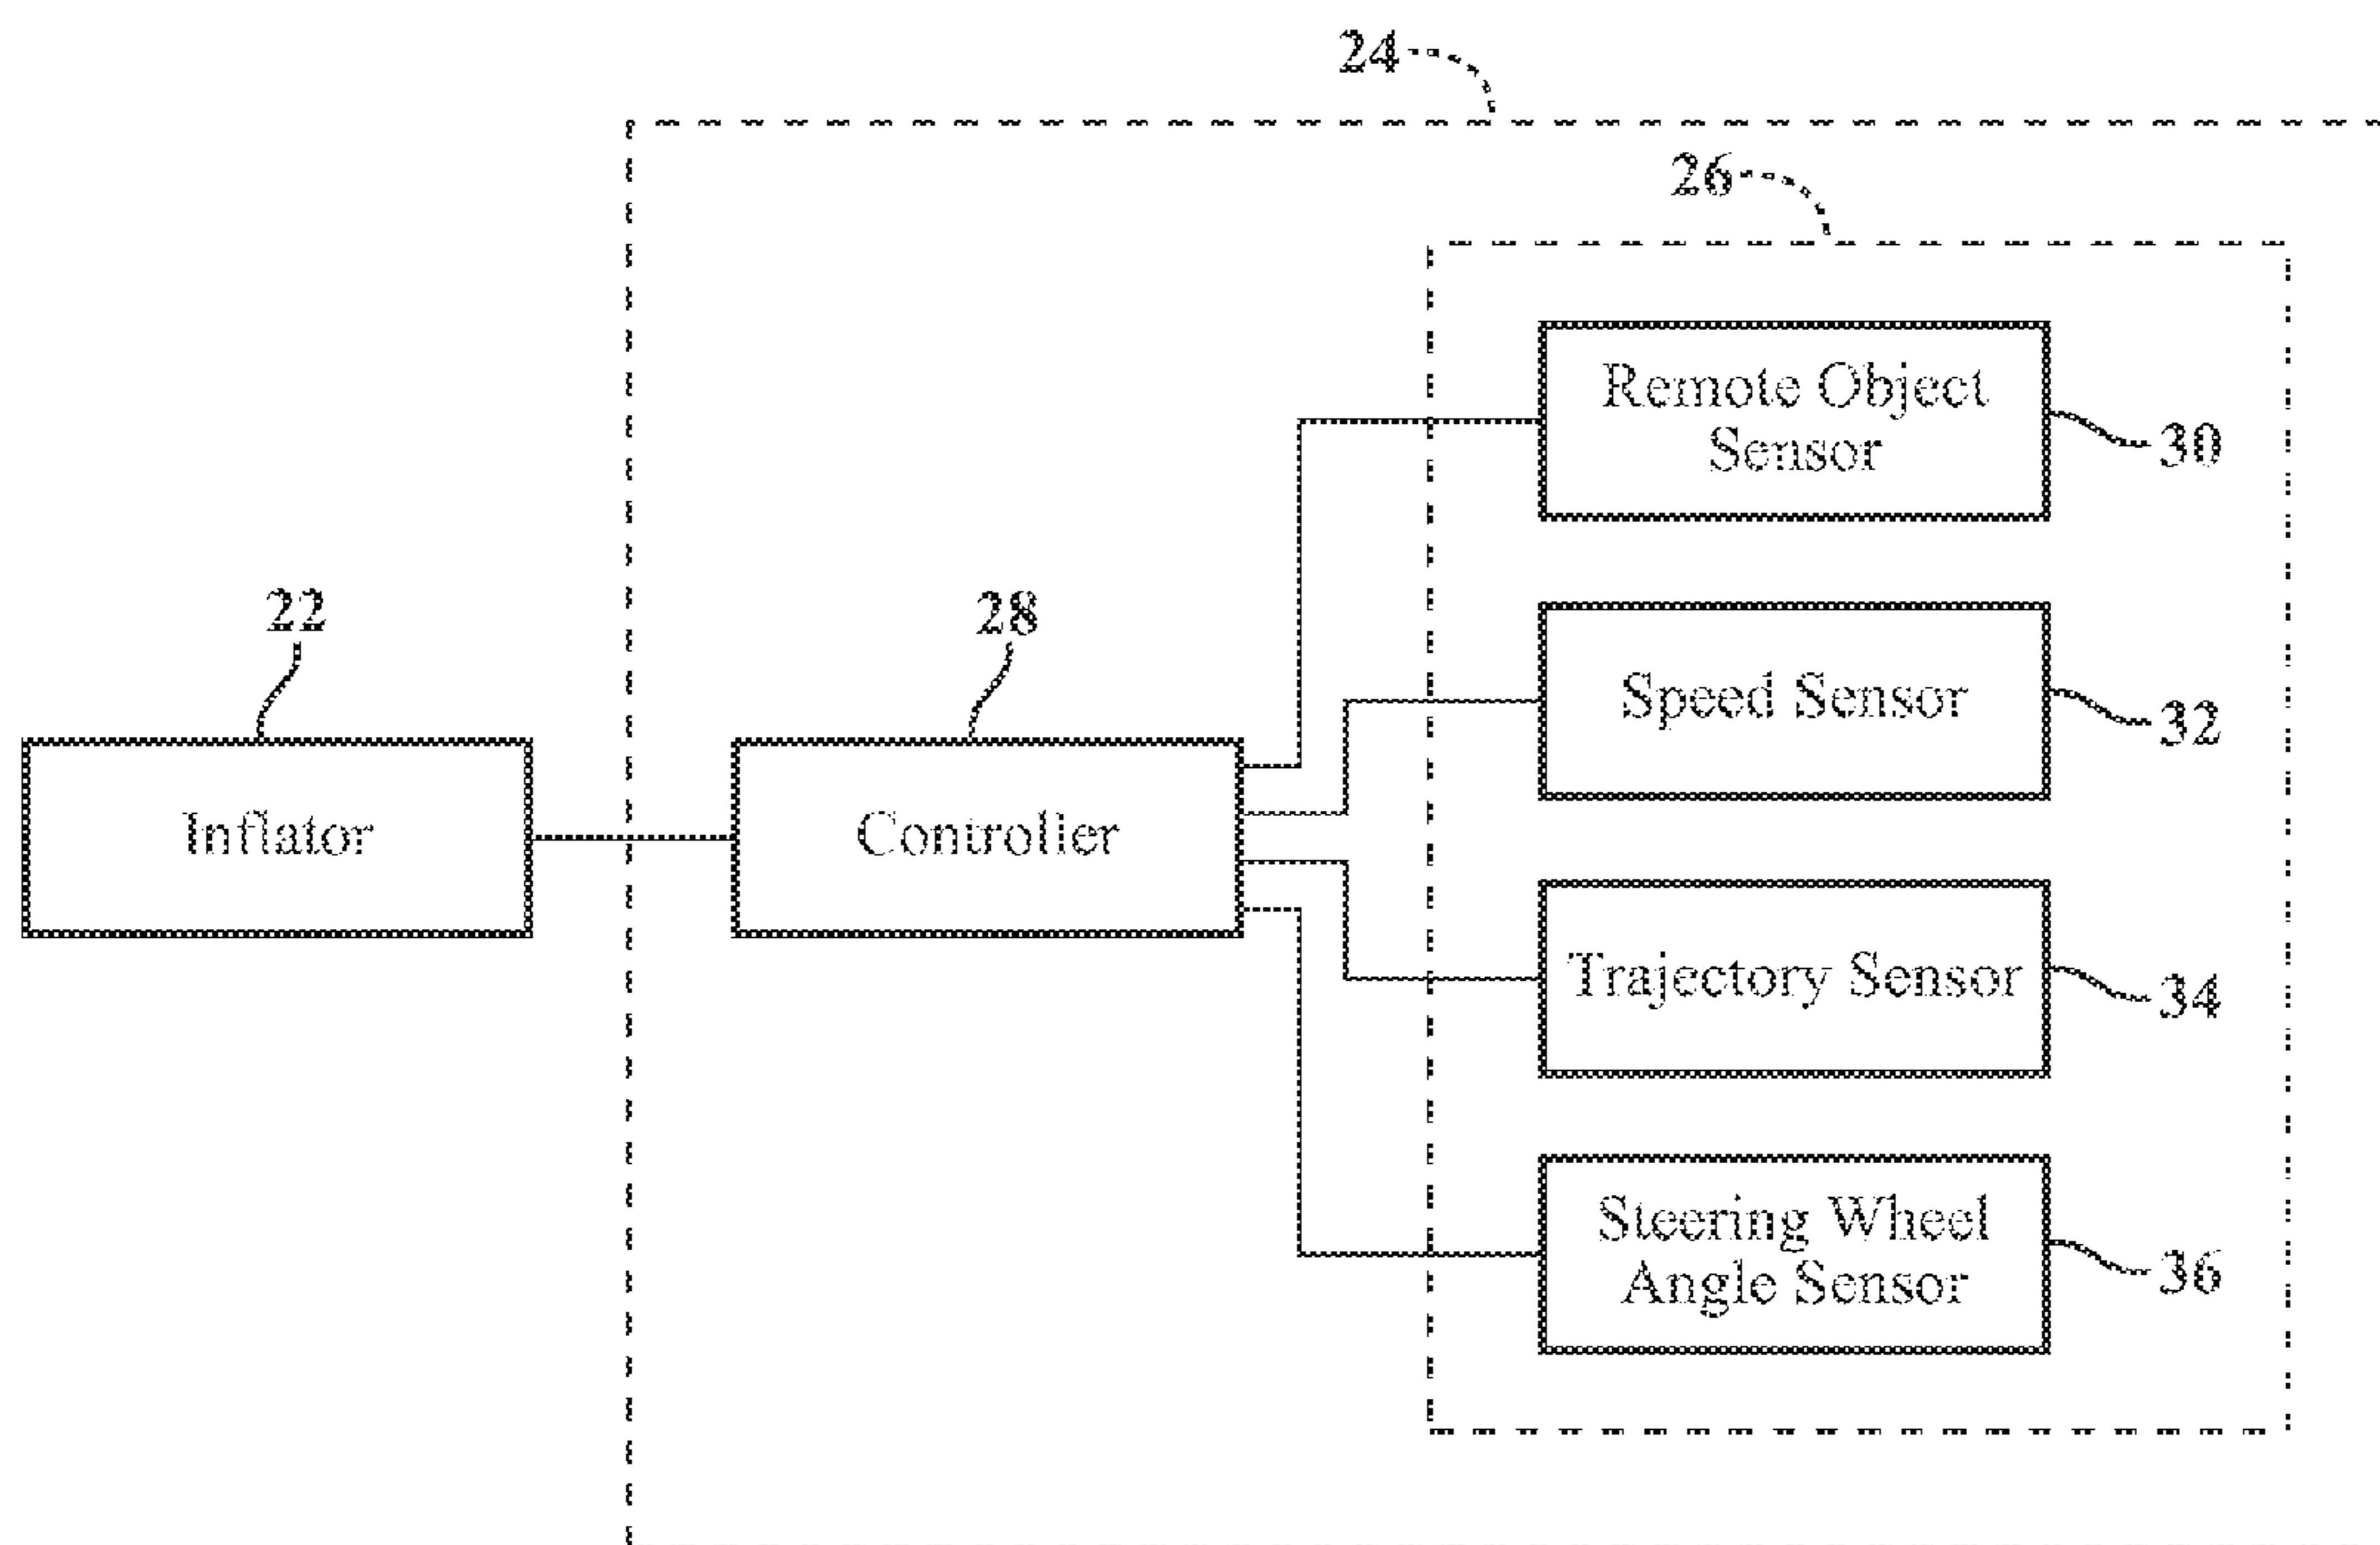 24
26
Remote Object
Sensor
30
22
28
Speed Sensor
32
Inflator
Controller
Trajectory Sensor
34
Steering Wheel
Angle Sensor
36